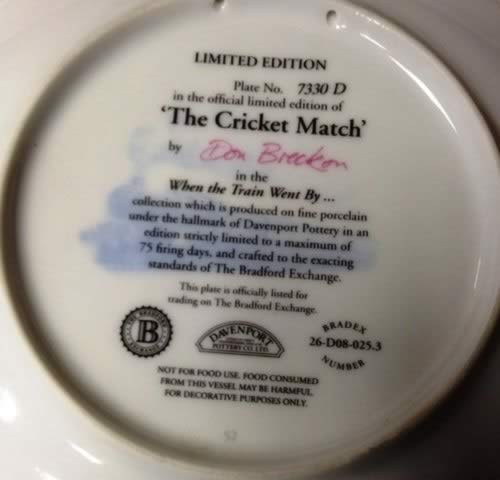 LIMITED EDITION
Plate No. 7330 D
in the official limited edition of
'The Cricket Match'
by Don Breckon
in the
When the Train Went By ...
collection which is produced on fine porcelain
under the hallmark of Davenport Pottery in an
edition strictly limited to a maximum of
75 firing days, and crafted to the exacting
standards of The Bradford Exchange.
This plate is officially listed for
trading on The Bradford Exchange.
B
DAVENPORT
POTTERY CO. LTD.
BRADEX
26-D08-025.3
NUMBER
NOT FOR FOOD USE. FOOD CONSUMED
FROM THIS VESSEL MAY BE HARMFUL.
FOR DECORATIVE PURPOSES ONLY.
52